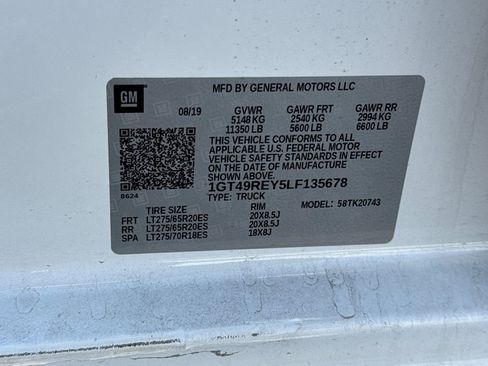 GM
MFD BY GENERAL MOTORS LLC
08/19 GVWR GAWR FRT GAWR RR
5148 KG 2540 KG 2994 KG
11350 LB 5600 LB 6600 LB
THIS VEHICLE CONFORMS TO ALL
APPLICABLE U.S. FEDERAL MOTOR
VEHICLE SAFETY STANDARDS IN EFFECT
ON THE DATE OF MANUFACTURE
SHOWN ABOVE.
1GT49REY5LF135678
8624
TYPE: TRUCK MODEL: 58TK20743
TIRE SIZE RIM
FRT LT275/65R20ES 20X8.5J
RR LT275/65R20ES 20X8.5J
SPA LT275/70R18ES 18X8J